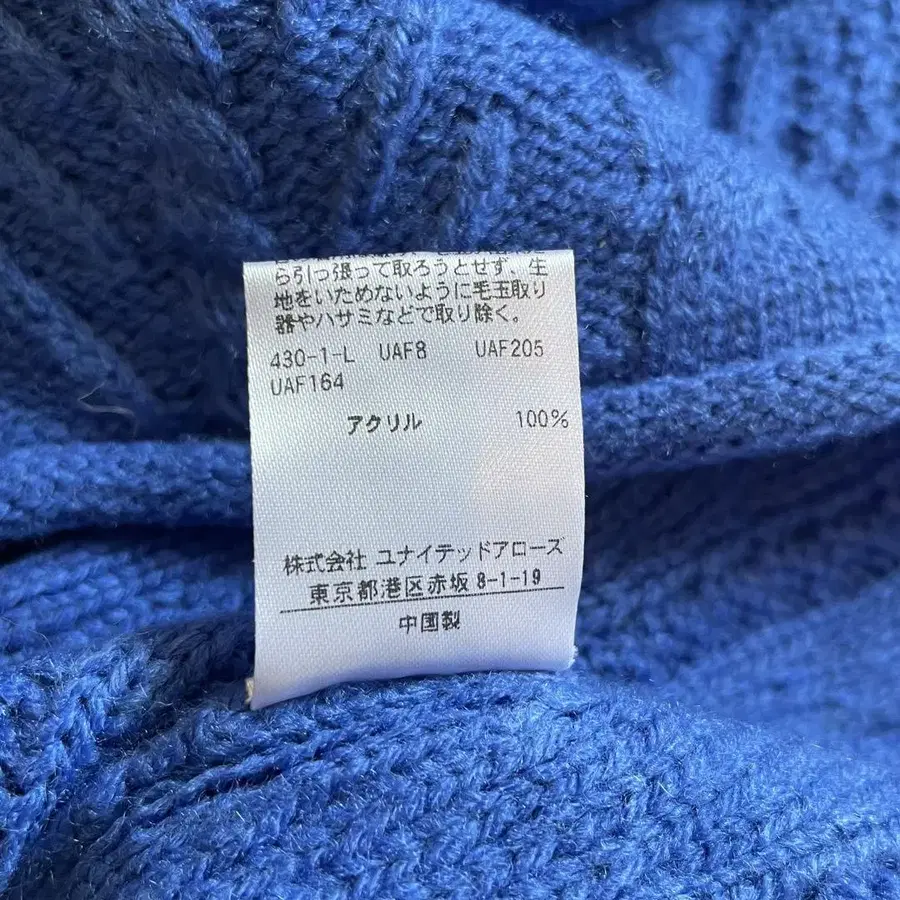 ら引っ張って取ろうとせず、生
地をいためないように毛玉取り
器やハサミなどで取り除く。
430-1-L UAF8 UAF205
UAF164
アクリル 100%
株式会社 ユナイテッドアローズ
東京都港区赤坂 8-1-19
中国製